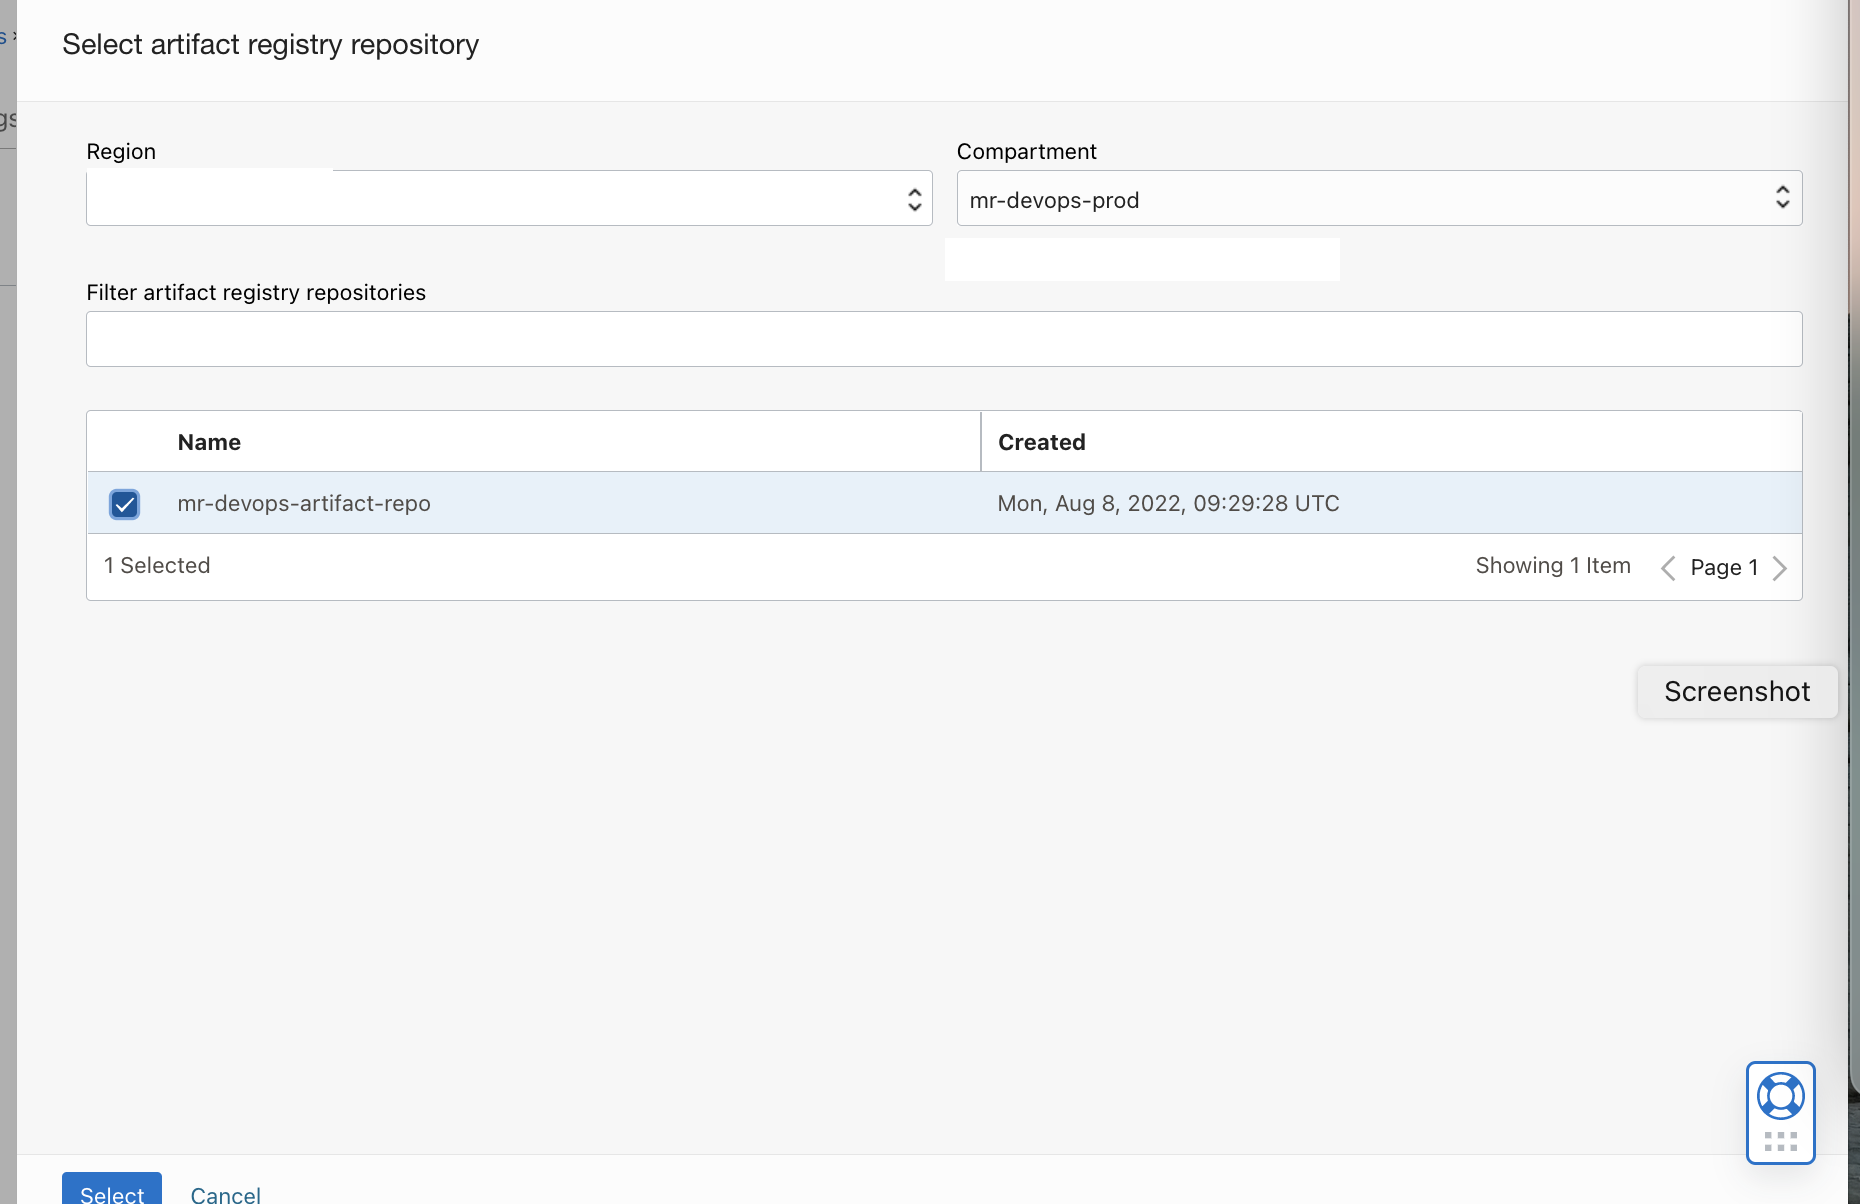 Select artifact registry repository
Region
Compartment
mr-devops-prod
Filter artifact registry repositories
Name
Created
mr-devops-artifact-repo
Mon, Aug 8, 2022, 09:29:28 UTC
1 Selected
Showing 1 Item
Page 1
Screenshot
Select
Cancel